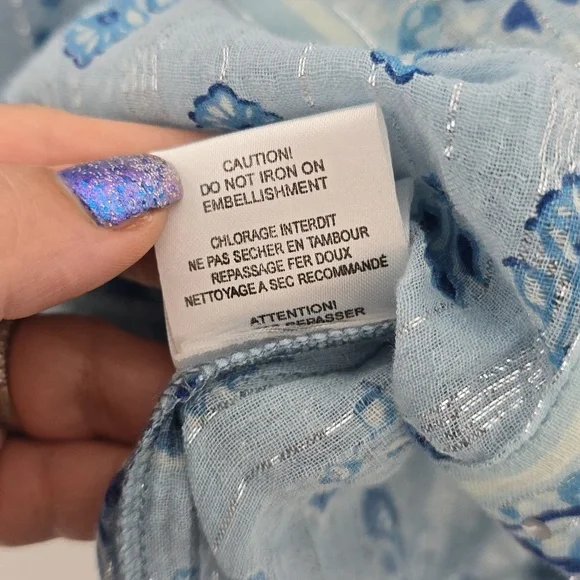 CAUTION!
DO NOT IRON ON
EMBELLISHMENT
CHLORAGE INTERDIT
NE PAS SECHER EN TAMBOUR
REPASSAGE FER DOUX
NETTOYAGE A SEC RECOMMANDÉ
ATTENTION!
REPASSER